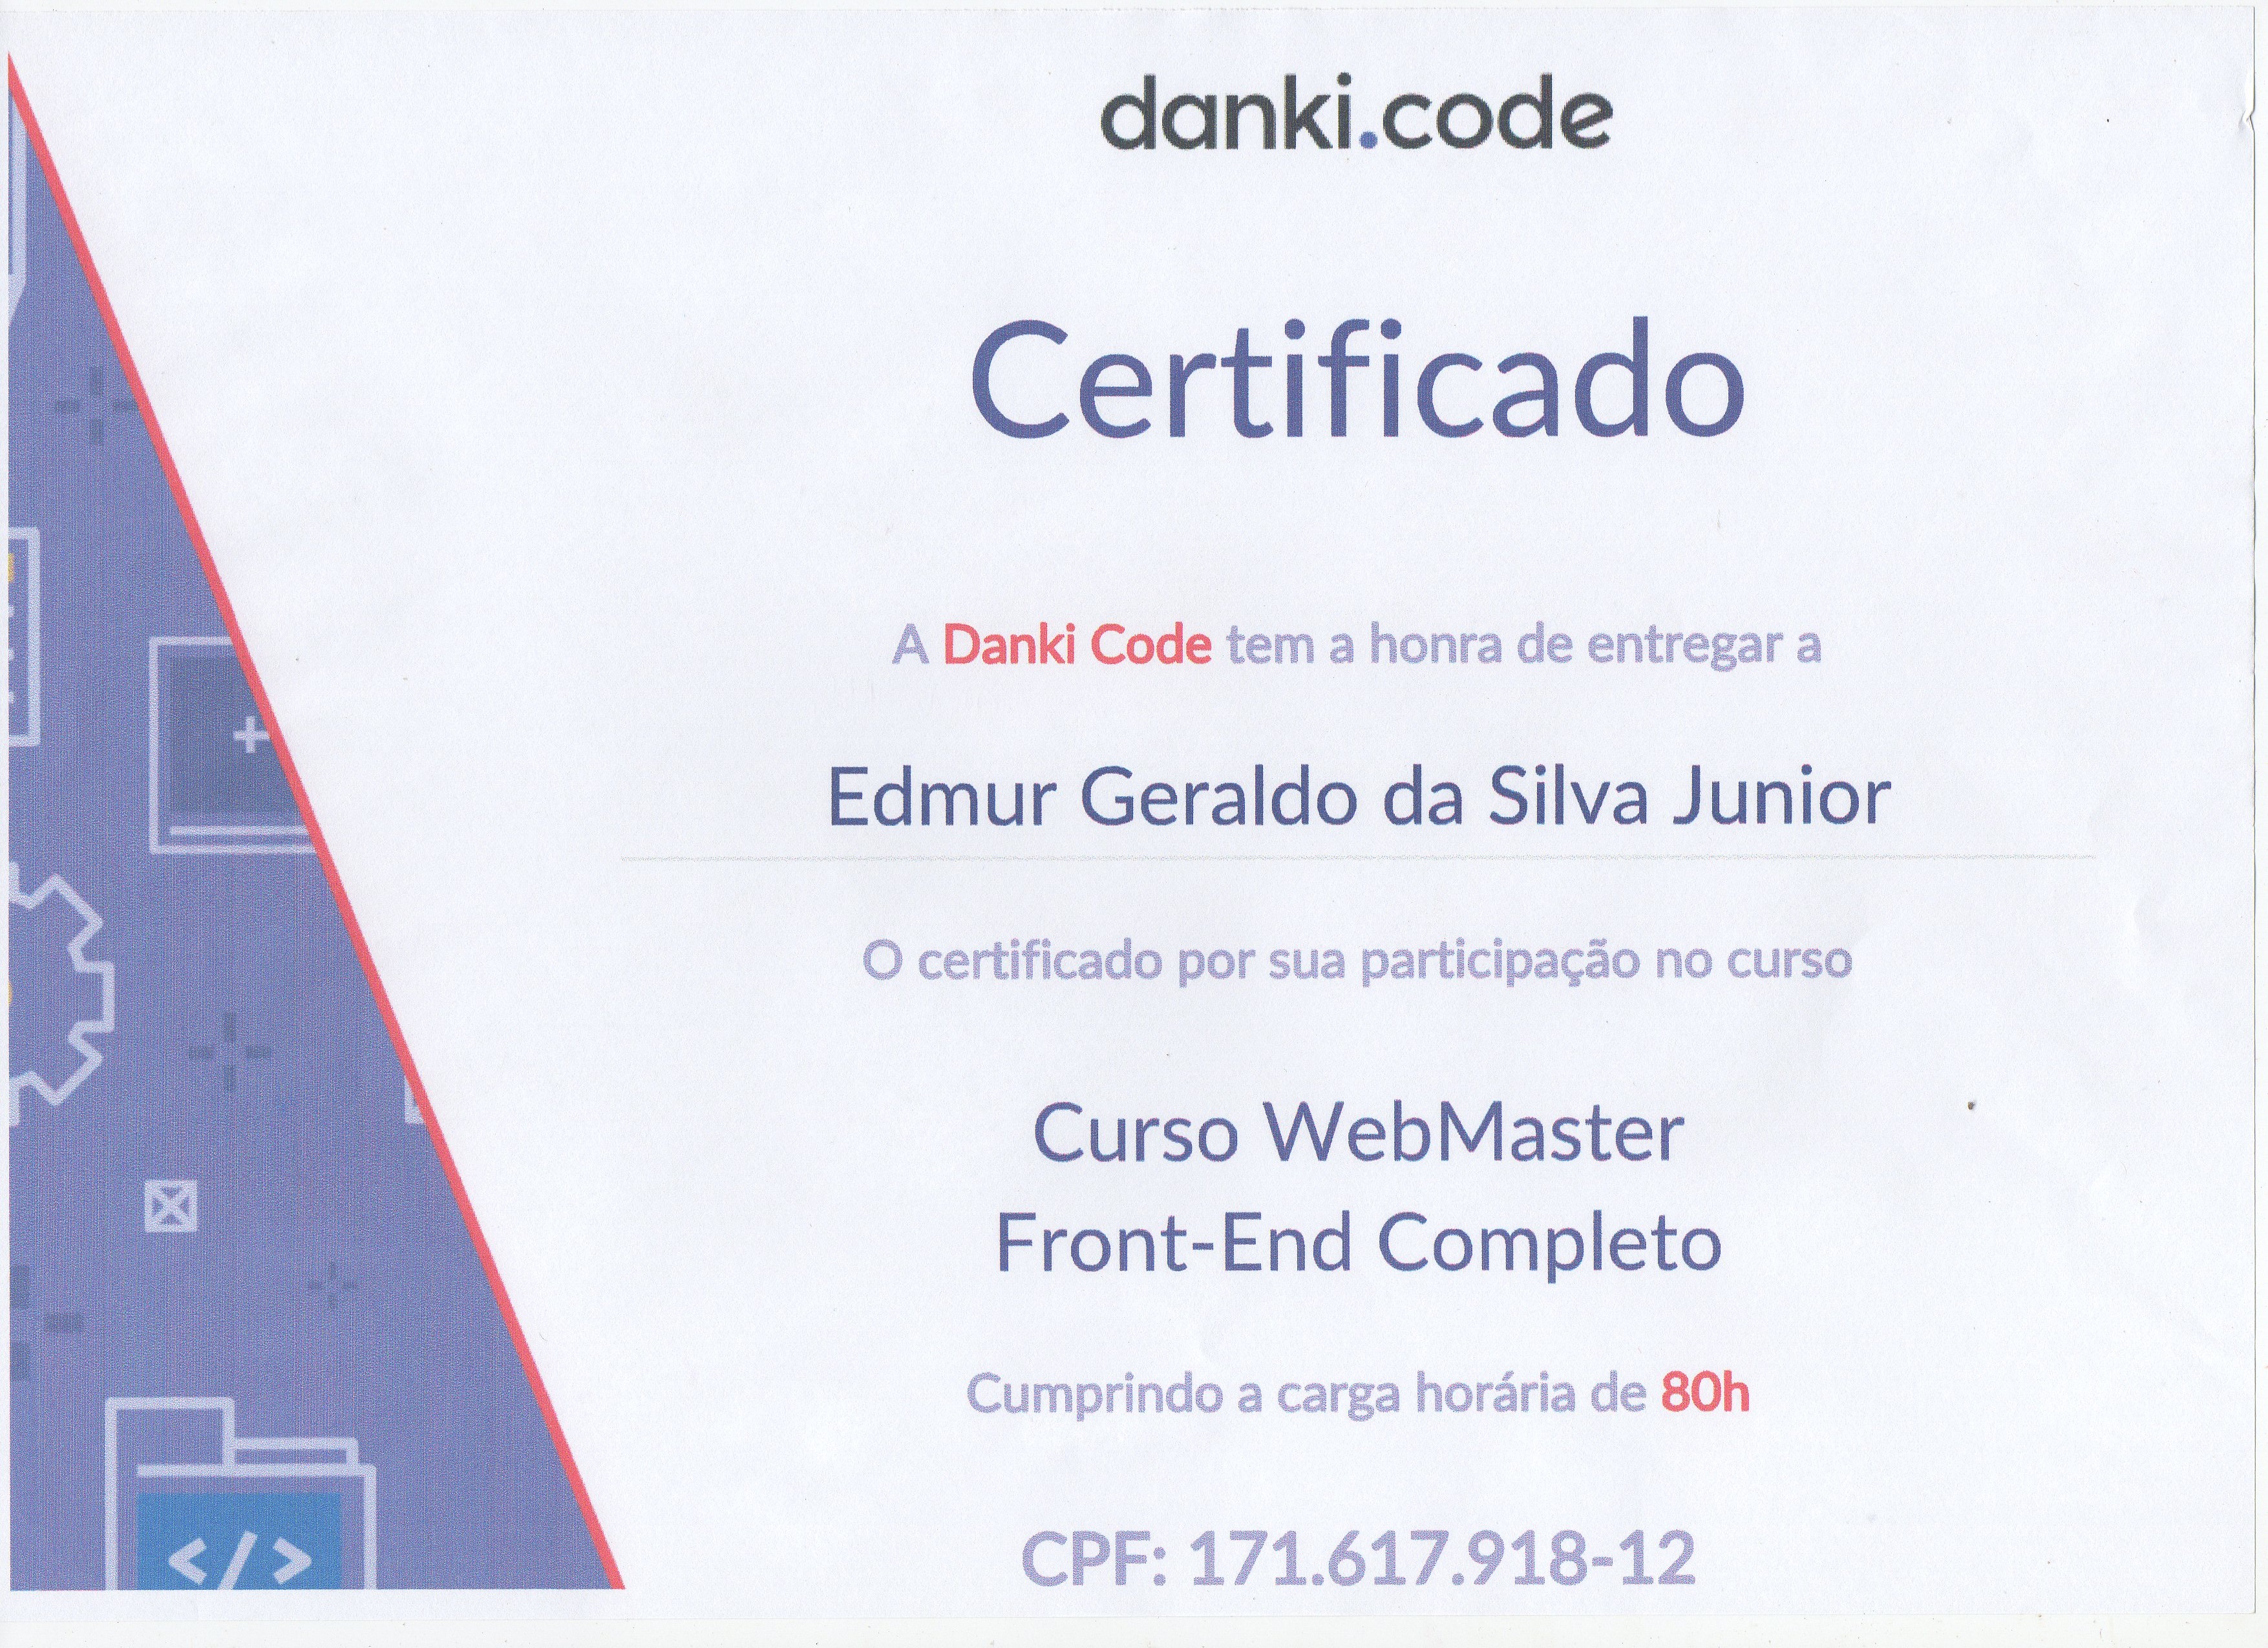 danki.code
Certificado
A Danki Code tem a honra de entregar a
Edmur Geraldo da Silva Junior
O certificado por sua participação no curso
Curso WebMaster
Front-End Completo
Cumprindo a carga horária de 80h
CPF: 171.617.918-12
+
</>